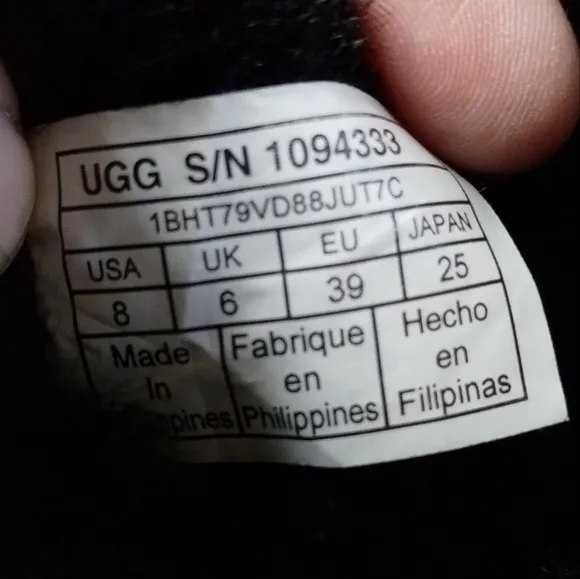 UGG S/N 1094333
1BHT79VD88JUT7C
USA UK EU JAPAN
8 6 39 25
Made Fabrique Hecho
In en en
Philippines Filipinas